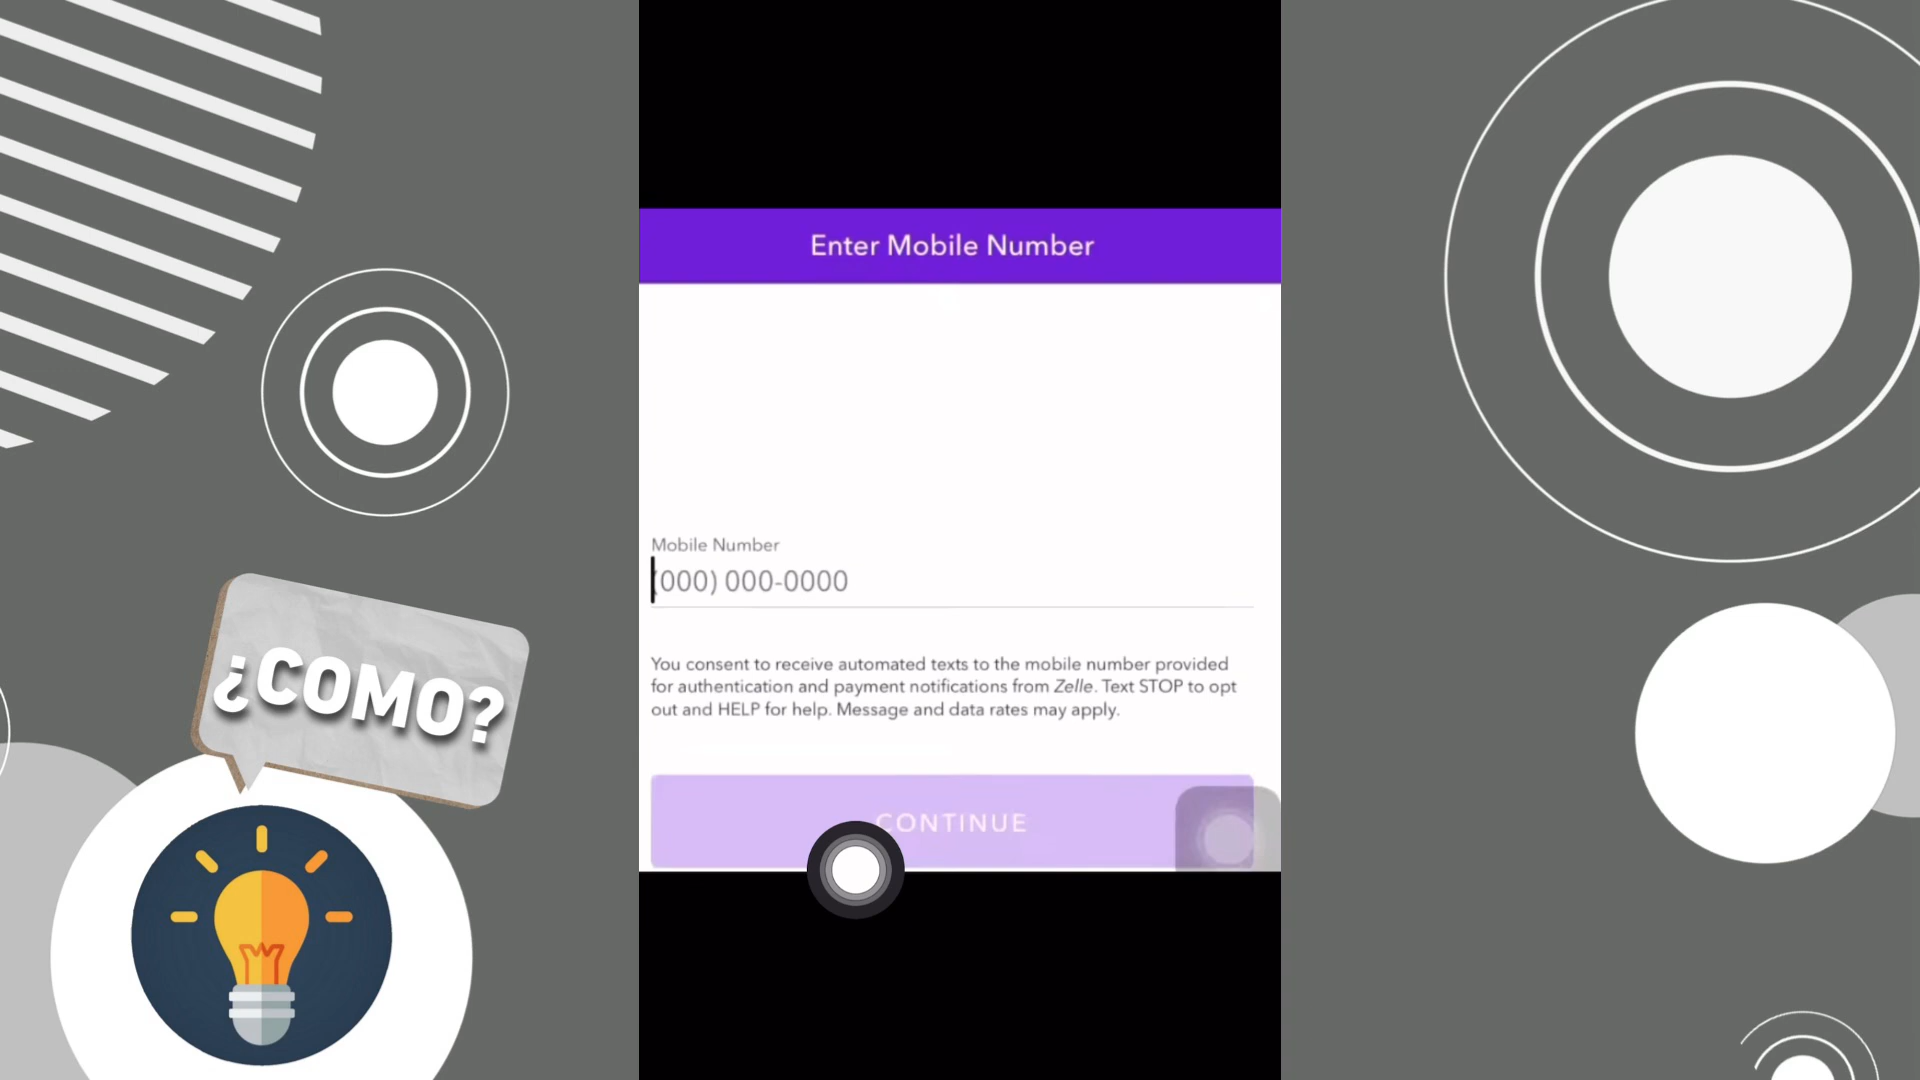 Enter Mobile Number
Mobile Number
(000) 000-0000
You consent to receive automated texts to the mobile number provided
for authentication and payment notifications from Zelle. Text STOP to opt
out and HELP for help. Message and data rates may apply.
CONTINUE
¿COMO?